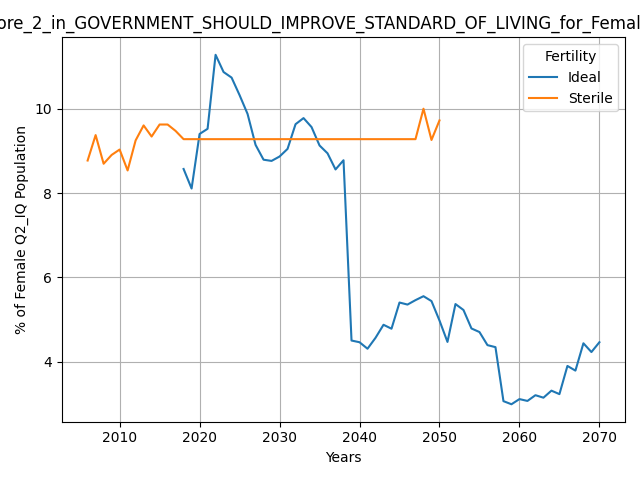 ore_2_in_GOVERNMENT_SHOULD_IMPROVE_STANDARD_OF_LIVING_for_Femal
Fertility
Ideal
Sterile
% of Female Q2_IQ Population
10
8
6
4
2010 2020 2030 2040 2050 2060 2070
Years